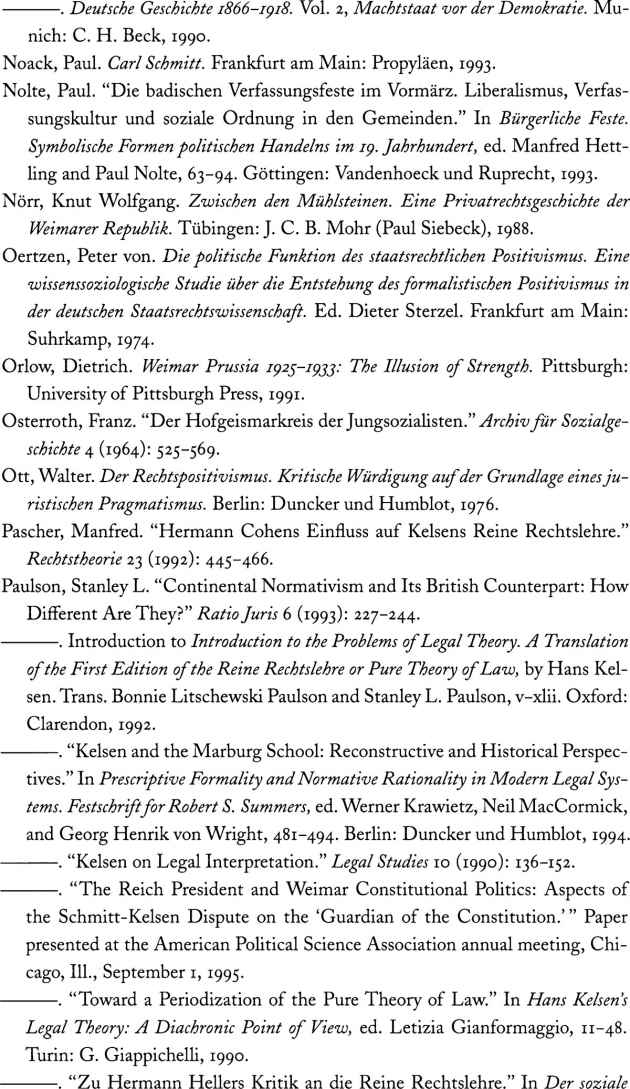 ———. Deutsche Geschichte 1866–1918. Vol. 2, Machtstaat vor der Demokratie. Mu-
nich: C. H. Beck, 1990.
Noack, Paul. Carl Schmitt. Frankfurt am Main: Propyläen, 1993.
Nolte, Paul. “Die badischen Verfassungsfeste im Vormärz. Liberalismus, Verfas-
sungskultur und soziale Ordnung in den Gemeinden.” In Bürgerliche Feste.
Symbolische Formen politischen Handelns im 19. Jahrhundert, ed. Manfred Hett-
ling and Paul Nolte, 63–94. Göttingen: Vandenhoeck und Ruprecht, 1993.
Nörr, Knut Wolfgang. Zwischen den Mühlsteinen. Eine Privatrechtsgeschichte der
Weimarer Republik. Tübingen: J. C. B. Mohr (Paul Siebeck), 1988.
Oertzen, Peter von. Die politische Funktion des staatsrechtlichen Positivismus. Eine
wissenssoziologische Studie über die Entstehung des formalistischen Positivismus in
der deutschen Staatsrechtswissenschaft. Ed. Dieter Sterzel. Frankfurt am Main:
Suhrkamp, 1974.
Orlow, Dietrich. Weimar Prussia 1925–1933: The Illusion of Strength. Pittsburgh:
University of Pittsburgh Press, 1991.
Osterroth, Franz. “Der Hofgeismarkreis der Jungsozialisten.” Archiv für Sozialge-
schichte 4 (1964): 525–569.
Ott, Walter. Der Rechtspositivismus. Kritische Würdigung auf der Grundlage eines ju-
ristischen Pragmatismus. Berlin: Duncker und Humblot, 1976.
Pascher, Manfred. “Hermann Cohens Einfluss auf Kelsens Reine Rechtslehre.”
Rechtstheorie 23 (1992): 445–466.
Paulson, Stanley L. “Continental Normativism and Its British Counterpart: How
Different Are They?” Ratio Juris 6 (1993): 227–244.
———. Introduction to Introduction to the Problems of Legal Theory. A Translation
of the First Edition of the Reine Rechtslehre or Pure Theory of Law, by Hans Kel-
sen. Trans. Bonnie Litschewski Paulson and Stanley L. Paulson, v–xlii. Oxford:
Clarendon, 1992.
———. “Kelsen and the Marburg School: Reconstructive and Historical Perspec-
tives.” In Prescriptive Formality and Normative Rationality in Modern Legal Sys-
tems. Festschrift for Robert S. Summers, ed. Werner Krawietz, Neil MacCormick,
and Georg Henrik von Wright, 481–494. Berlin: Duncker und Humblot, 1994.
———. “Kelsen on Legal Interpretation.” Legal Studies 10 (1990): 136–152.
———. “The Reich President and Weimar Constitutional Politics: Aspects of
the Schmitt-Kelsen Dispute on the ‘Guardian of the Constitution.’” Paper
presented at the American Political Science Association annual meeting, Chi-
cago, Ill., September 1, 1995.
———. “Toward a Periodization of the Pure Theory of Law.” In Hans Kelsen’s
Legal Theory: A Diachronic Point of View, ed. Letizia Gianformaggio, 11–48.
Turin: G. Giappichelli, 1990.
———. “Zu Hermann Hellers Kritik an die Reine Rechtslehre.” In Der soziale